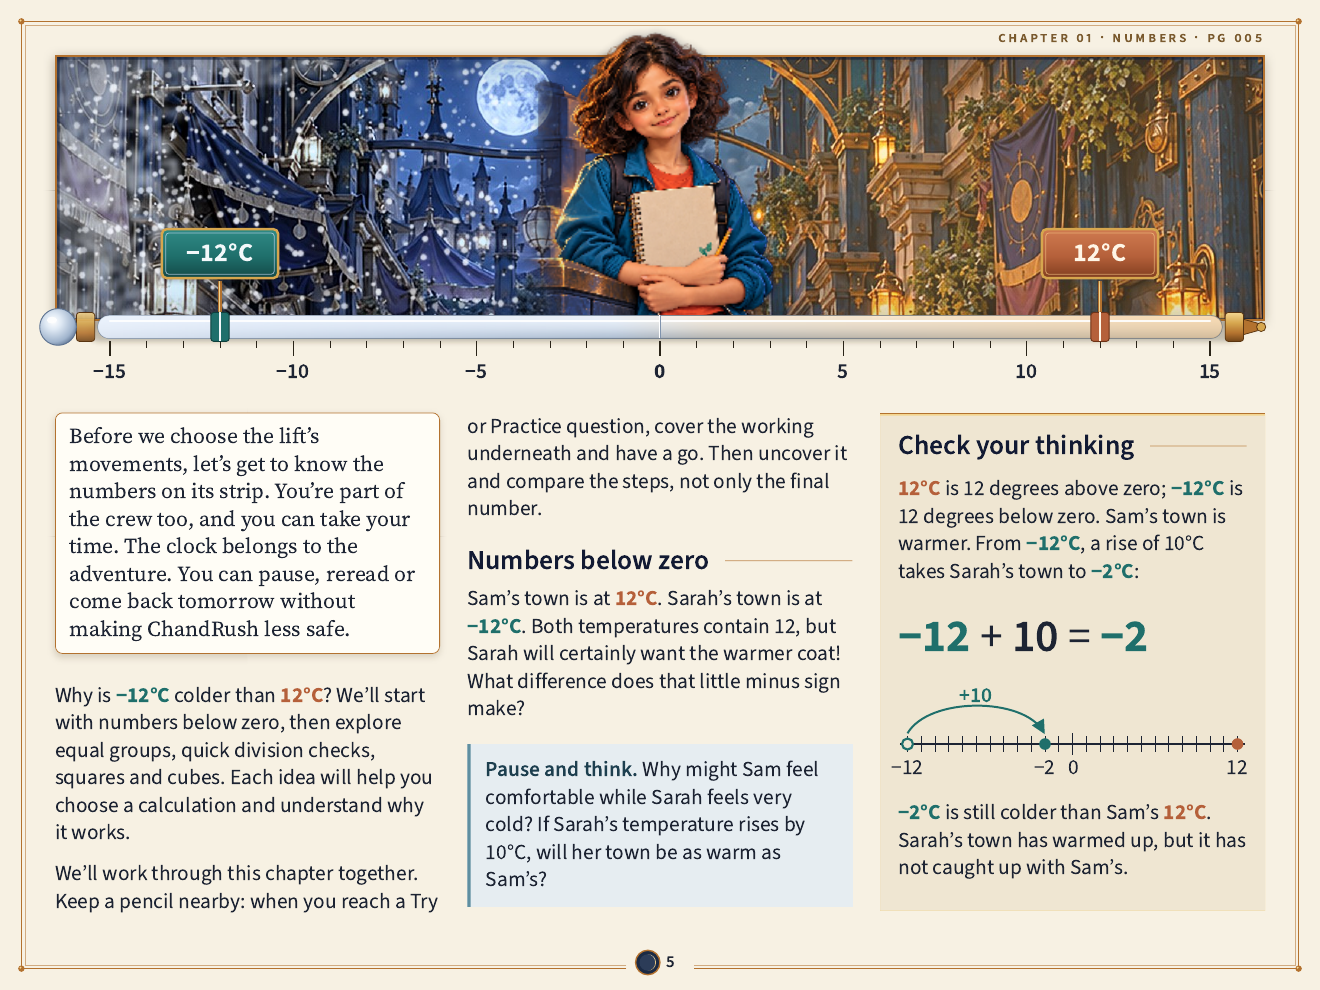 CHAPTER 01 · NUMBERS · PG 005
−12°C
12°C
−15
−10
−5
0
5
10
15
Before we choose the lift’s
movements, let’s get to know the
numbers on its strip. You’re part of
the crew too, and you can take your
time. The clock belongs to the
adventure. You can pause, reread or
come back tomorrow without
making ChandRush less safe.
Why is −12°C colder than 12°C? We’ll start
with numbers below zero, then explore
equal groups, quick division checks,
squares and cubes. Each idea will help you
choose a calculation and understand why
it works.
We’ll work through this chapter together.
Keep a pencil nearby: when you reach a Try
or Practice question, cover the working
underneath and have a go. Then uncover it
and compare the steps, not only the final
number.
Numbers below zero
Sam’s town is at 12°C. Sarah’s town is at
−12°C. Both temperatures contain 12, but
Sarah will certainly want the warmer coat!
What difference does that little minus sign
make?
Pause and think. Why might Sam feel
comfortable while Sarah feels very
cold? If Sarah’s temperature rises by
10°C, will her town be as warm as
Sam’s?
Check your thinking
12°C is 12 degrees above zero; −12°C is
12 degrees below zero. Sam’s town is
warmer. From −12°C, a rise of 10°C
takes Sarah’s town to −2°C:
−12 + 10 = −2
+10
−12
−2
0
12
−2°C is still colder than Sam’s 12°C.
Sarah’s town has warmed up, but it has
not caught up with Sam’s.
5